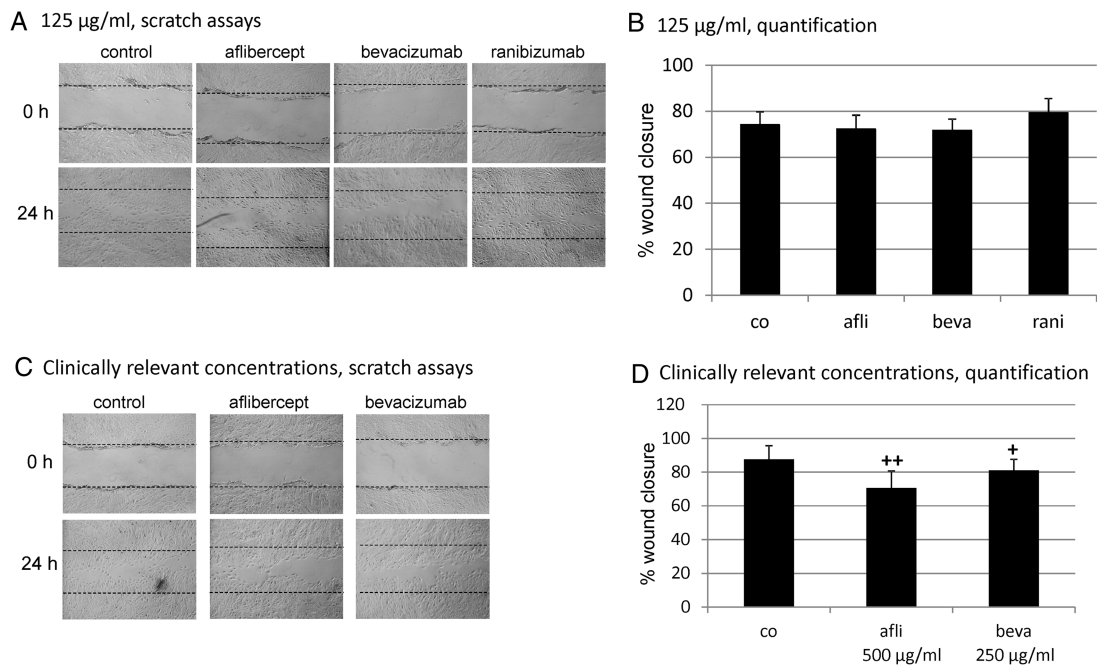 A 125 µg/ml, scratch assays
control aflibercept bevacizumab ranibizumab
0 h
24 h
B 125 µg/ml, quantification
% wound closure
100
80
60
40
20
0
co afli beva rani
C Clinically relevant concentrations, scratch assays
control aflibercept bevacizumab
0 h
24 h
D Clinically relevant concentrations, quantification
% wound closure
120
100
80
60
40
20
0
++
+
co afli beva
500 µg/ml 250 µg/ml